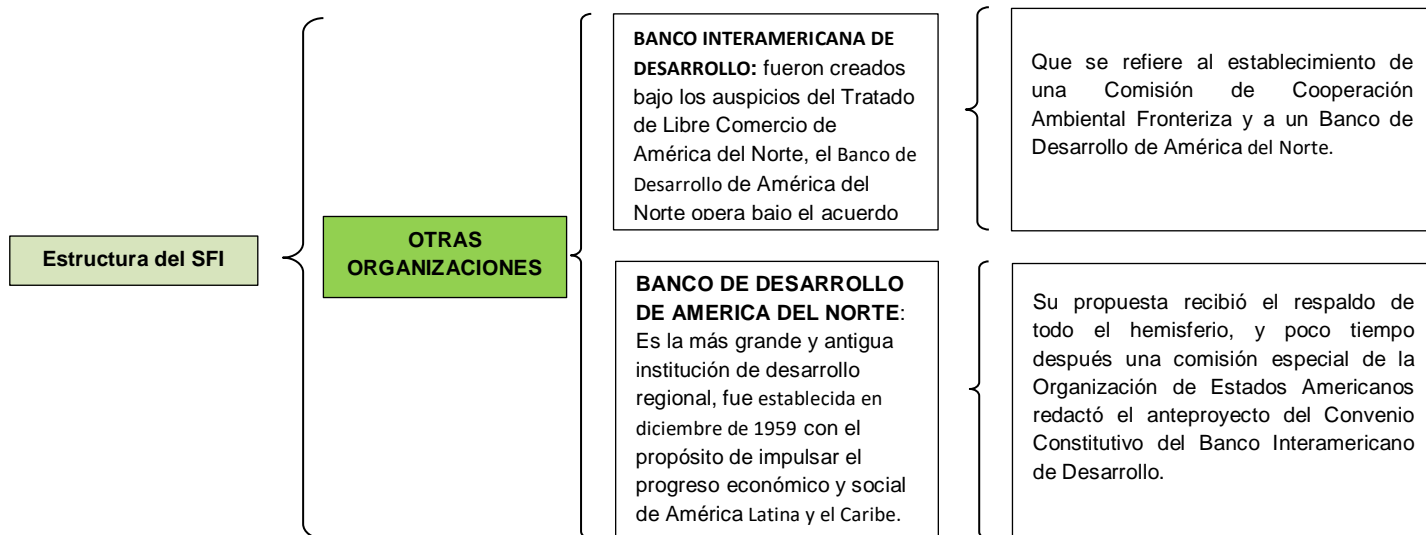 Estructura del SFI
OTRAS
ORGANIZACIONES
BANCO INTERAMERICANA DE
DESARROLLO: fueron creados
bajo los auspicios del Tratado
de Libre Comercio de
América del Norte, el Banco de
Desarrollo de América del
Norte opera bajo el acuerdo
Que se refiere al establecimiento de
una Comisión de Cooperación
Ambiental Fronteriza y a un Banco de
Desarrollo de América del Norte.
BANCO DE DESARROLLO
DE AMERICA DEL NORTE:
Es la más grande y antigua
institución de desarrollo
regional, fue establecida en
diciembre de 1959 con el
propósito de impulsar el
progreso económico y social
de América Latina y el Caribe.
Su propuesta recibió el respaldo de
todo el hemisferio, y poco tiempo
después una comisión especial de la
Organización de Estados Americanos
redactó el anteproyecto del Convenio
Constitutivo del Banco Interamericano
de Desarrollo.